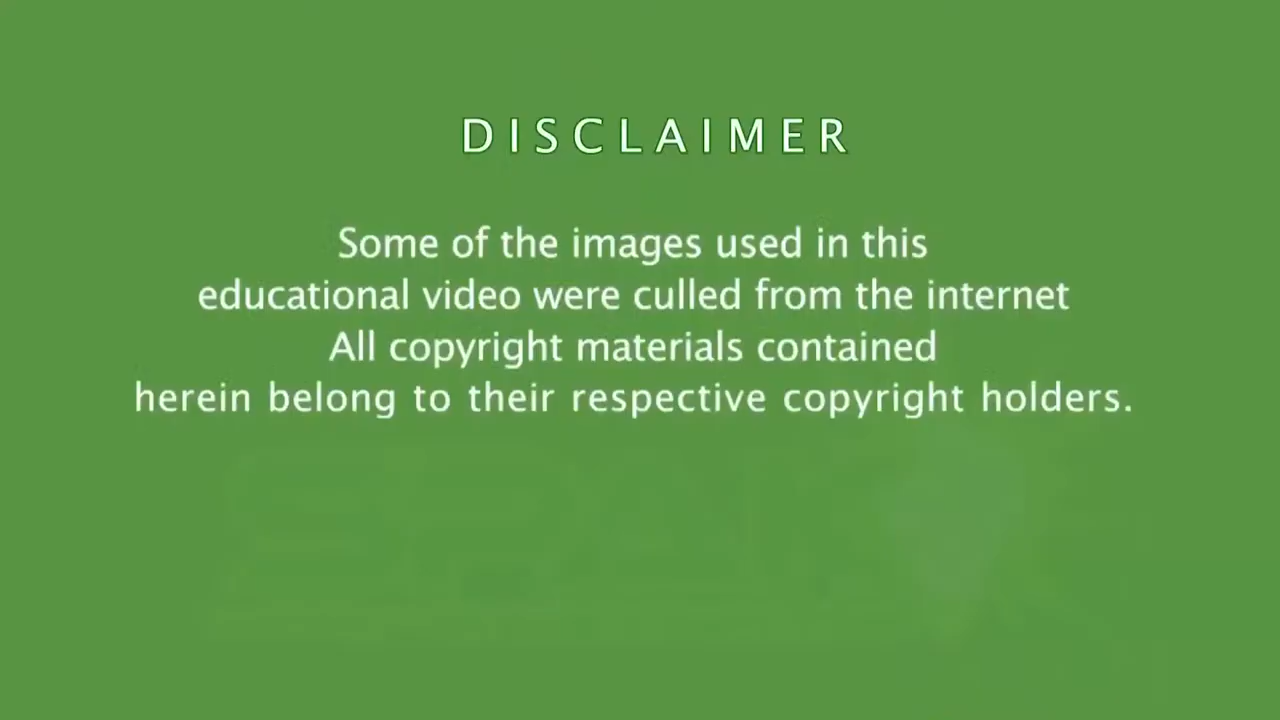 DISCLAIMER
Some of the images used in this
educational video were culled from the internet
All copyright materials contained
herein belong to their respective copyright holders.